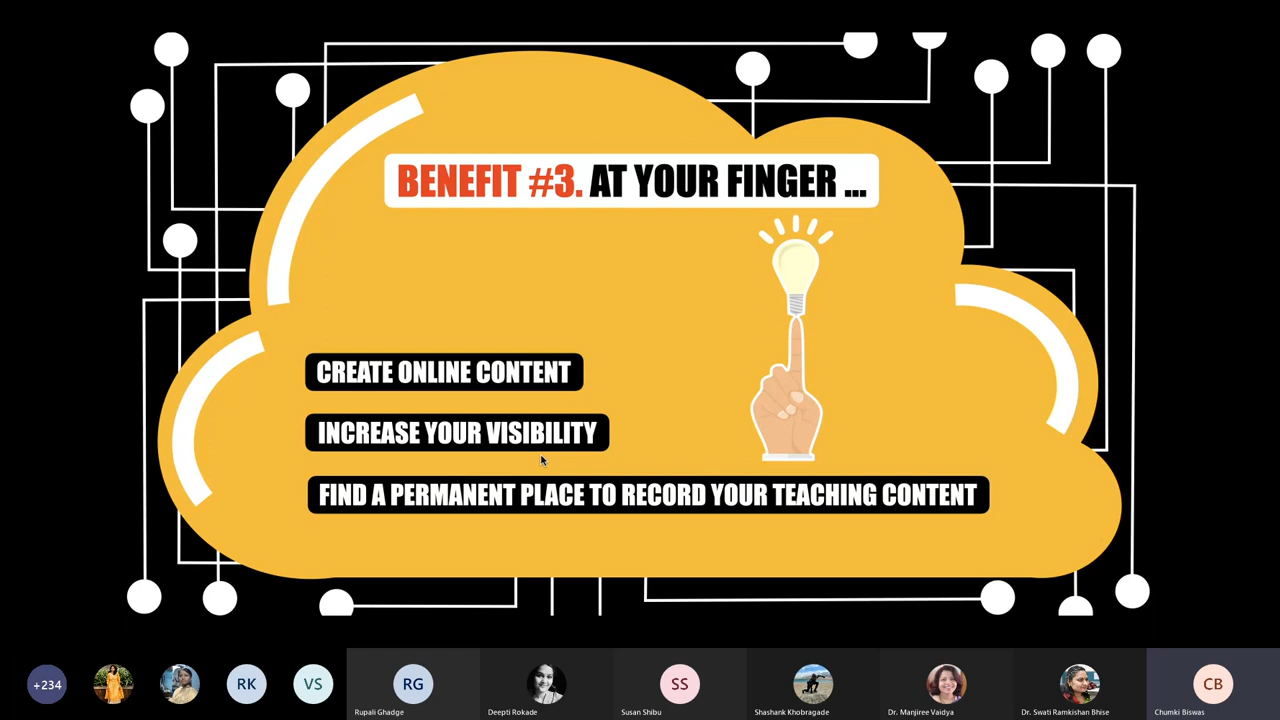 BENEFIT #3. AT YOUR FINGER ...
CREATE ONLINE CONTENT
INCREASE YOUR VISIBILITY
FIND A PERMANENT PLACE TO RECORD YOUR TEACHING CONTENT
+234
RK
VS
RG
SS
CB
Rupali Ghadge
Deepti Rokade
Susan Shibu
Shashank Khobragade
Dr. Manjiree Vaidya
Dr. Swati Ramkishan Bhise
Chumki Biswas